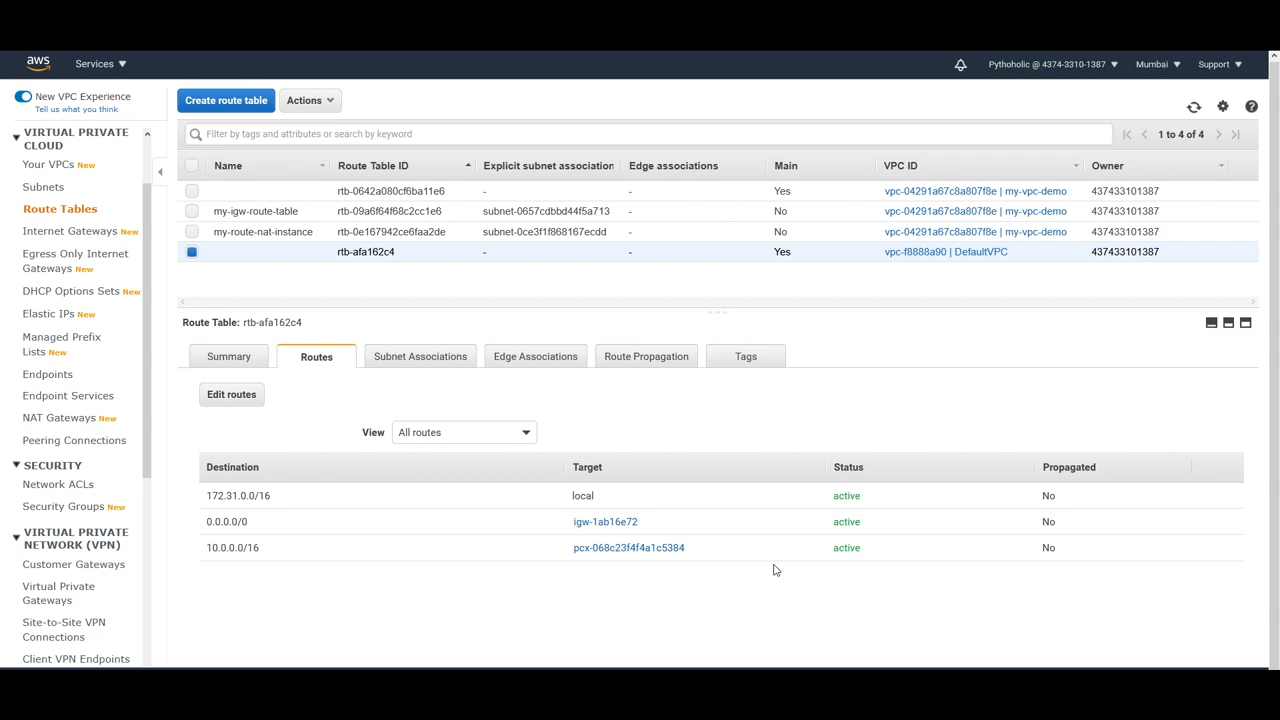 aws Services Pythoholic @ 4374-3310-1387 Mumbai Support
New VPC Experience
Tell us what you think
VIRTUAL PRIVATE
CLOUD
Your VPCs New
Subnets
Route Tables
Internet Gateways New
Egress Only Internet
Gateways New
DHCP Options Sets New
Elastic IPs New
Managed Prefix
Lists New
Endpoints
Endpoint Services
NAT Gateways New
Peering Connections
SECURITY
Network ACLs
Security Groups New
VIRTUAL PRIVATE
NETWORK (VPN)
Customer Gateways
Virtual Private
Gateways
Site-to-Site VPN
Connections
Client VPN Endpoints
Create route table Actions
Filter by tags and attributes or search by keyword 1 to 4 of 4
Name Route Table ID Explicit subnet association Edge associations Main VPC ID Owner
rtb-0642a080cf6ba11e6 - - Yes vpc-04291a67c8a807f8e | my-vpc-demo 437433101387
my-igw-route-table rtb-09a6f64f68c2cc1e6 subnet-0657cdbbd44f5a713 - No vpc-04291a67c8a807f8e | my-vpc-demo 437433101387
my-route-nat-instance rtb-0e167942ce6faa2de subnet-0ce3f1f868167ecdd - No vpc-04291a67c8a807f8e | my-vpc-demo 437433101387
rtb-afa162c4 - - Yes vpc-f8888a90 | DefaultVPC 437433101387
Route Table: rtb-afa162c4
Summary Routes Subnet Associations Edge Associations Route Propagation Tags
Edit routes
View All routes
Destination Target Status Propagated
172.31.0.0/16 local active No
0.0.0.0/0 igw-1ab16e72 active No
10.0.0.0/16 pcx-068c23f4f4a1c5384 active No